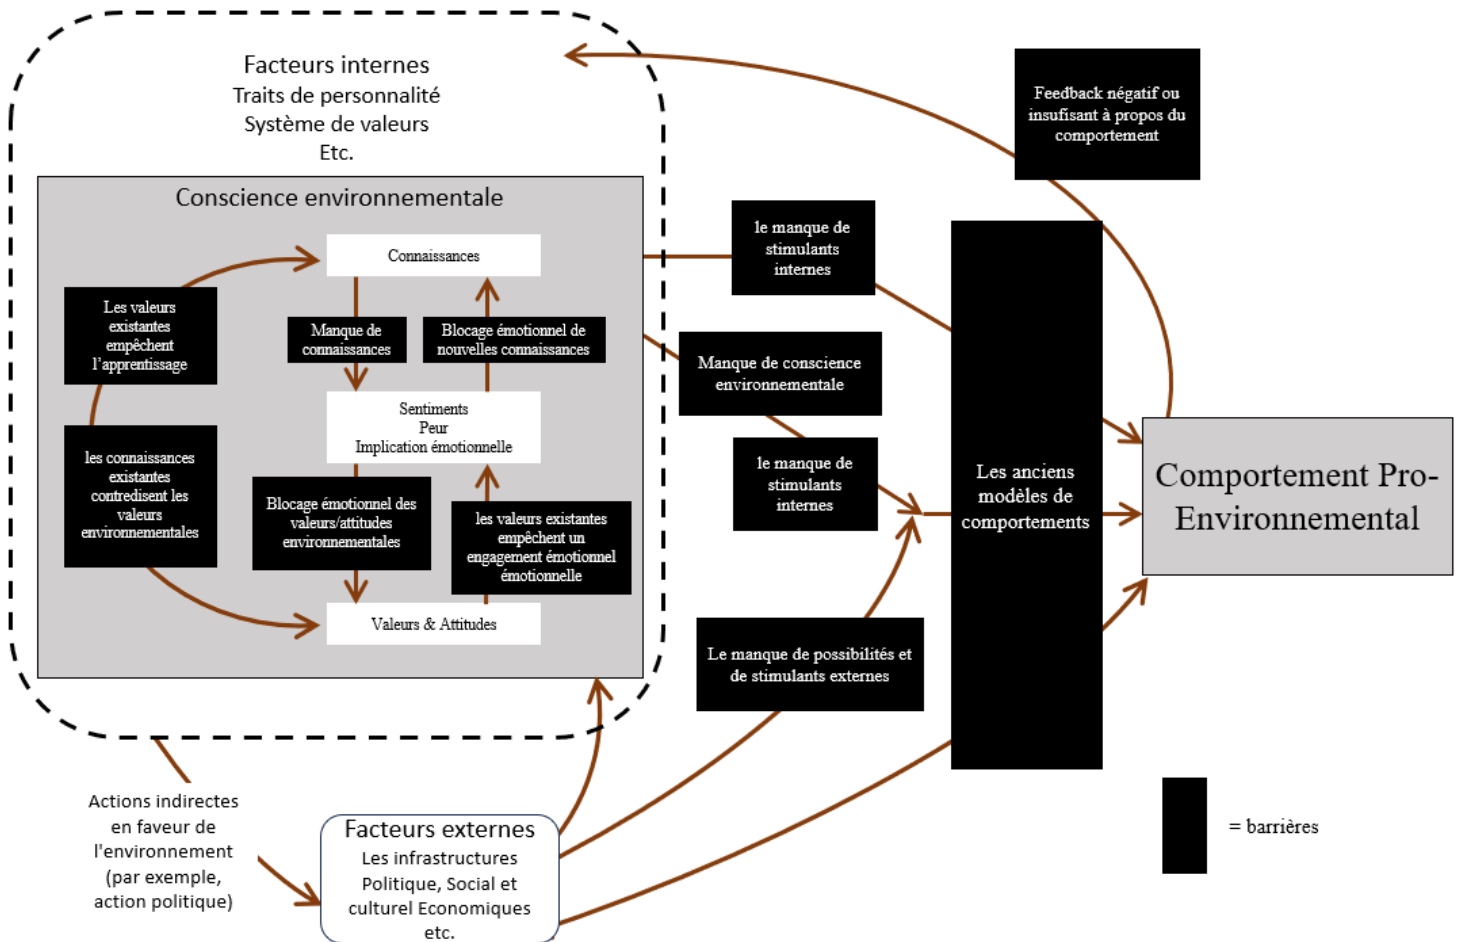 Facteurs internes
Traits de personnalité
Système de valeurs
Etc.
Conscience environnementale
Connaissances
Les valeurs
existantes
empêchent
l’apprentissage
Manque de
connaissances
Blocage émotionnel de
nouvelles connaissances
Sentiments
Peur
Implication émotionnelle
les connaissances
existantes
contredisent les
valeurs
environnementales
Blocage émotionnel des
valeurs/attitudes
environnementales
les valeurs existantes
empêchent un
engagement émotionnel
émotionnelle
Valeurs & Attitudes
Feedback négatif ou
insufisant à propos du
comportement
le manque de
stimulants
internes
Manque de conscience
environnementale
le manque de
stimulants
internes
Les anciens
modèles de
comportements
Comportement Pro-
Environnemental
Le manque de possibilités et
de stimulants externes
Actions indirectes
en faveur de
l'environnement
(par exemple,
action politique)
Facteurs externes
Les infrastructures
Politique, Social et
culturel Economiques
etc.
= barrières